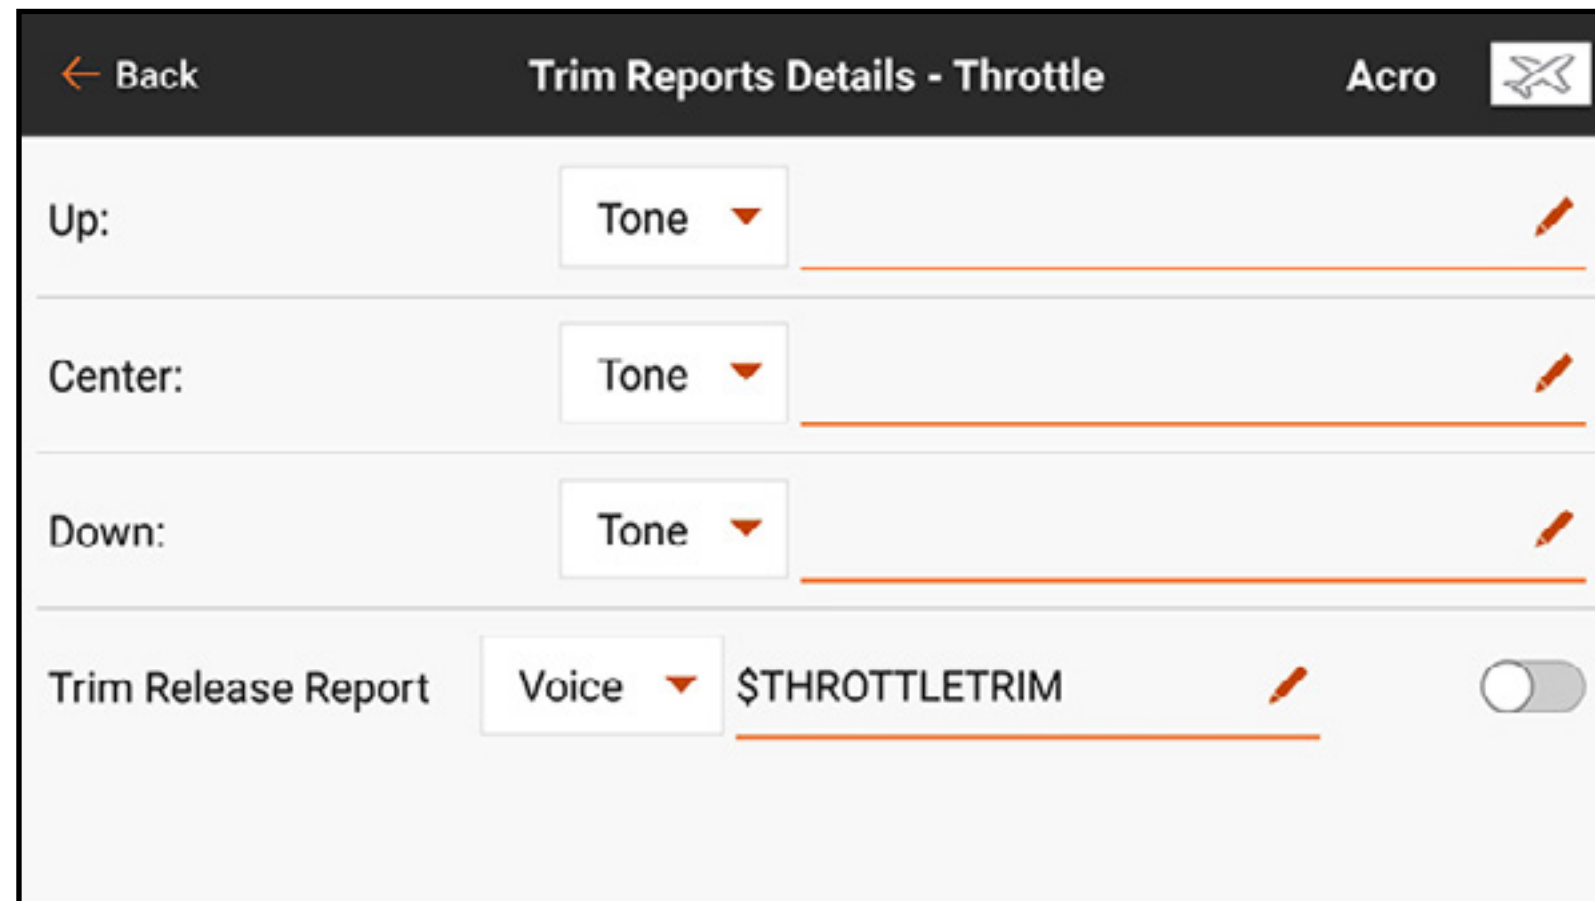 Back Trim Reports Details - Throttle Acro
Up: Tone
Center: Tone
Down: Tone
Trim Release Report Voice $THROTTLETRIM